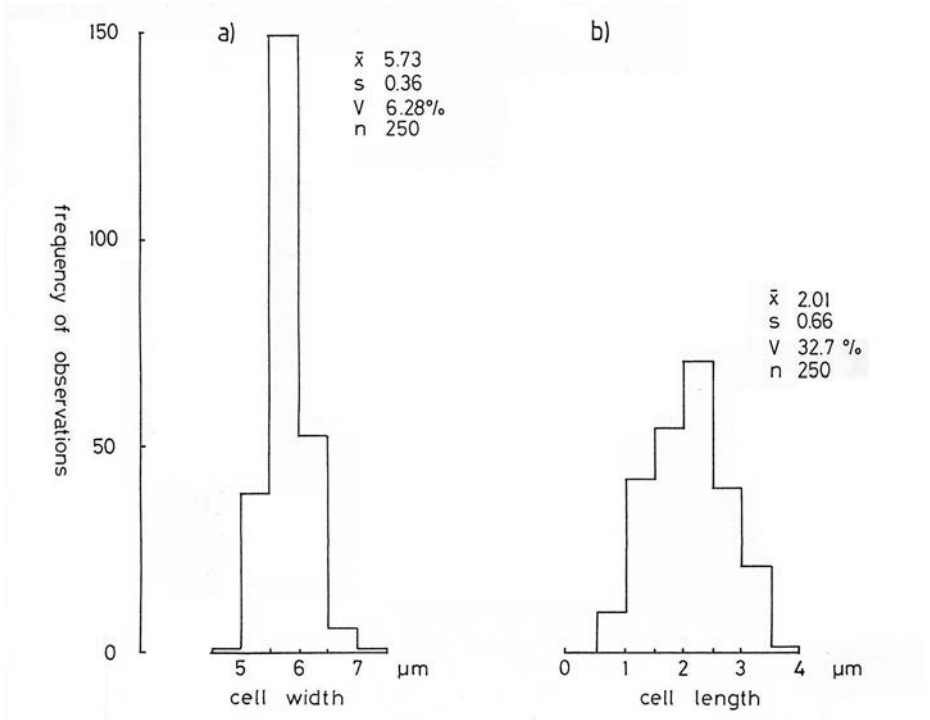 a)
x̄ 5.73
s 0.36
V 6.28%
n 250
b)
x̄ 2.01
s 0.66
V 32.7 %
n 250
frequency of observations
150
100
50
0
5 6 7 µm
cell width
0 1 2 3 4 µm
cell length